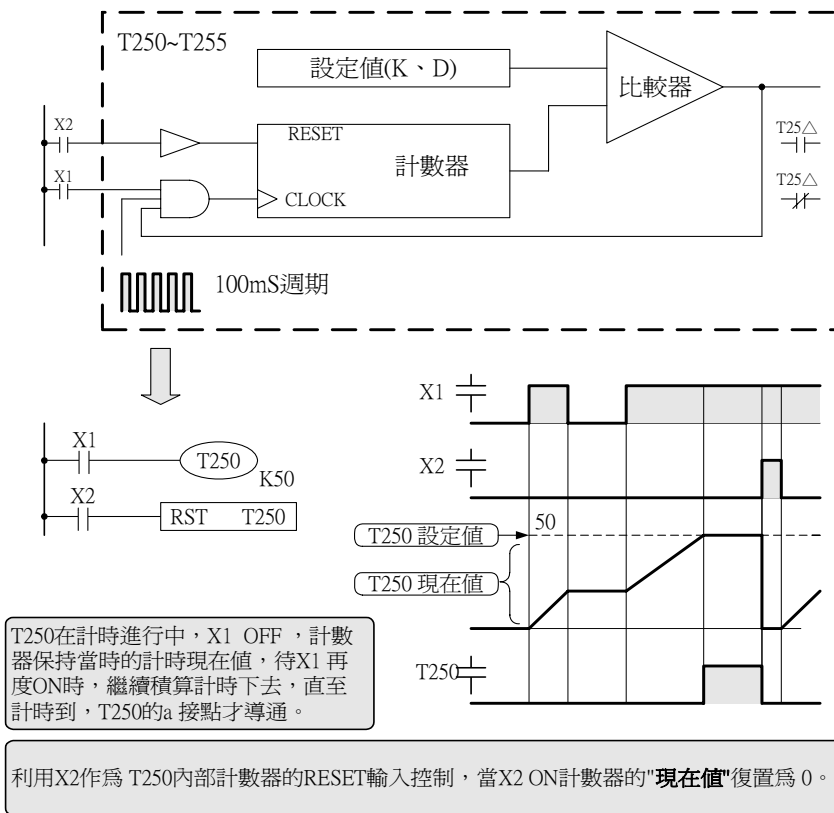 T250~T255
設定值(K、D)
比較器
X2
RESET
T25△
計數器
X1
T25△
CLOCK
100mS週期
X1
X1
T250
K50
X2
X2
RST T250
50
T250 設定值
T250 現在值
T250在計時進行中，X1 OFF ，計數
器保持當時的計時現在值，待X1 再
度ON時，繼續積算計時下去，直至
計時到，T250的a 接點才導通。
T250
利用X2作爲 T250內部計數器的RESET輸入控制，當X2 ON計數器的"現在值"復置爲 0。